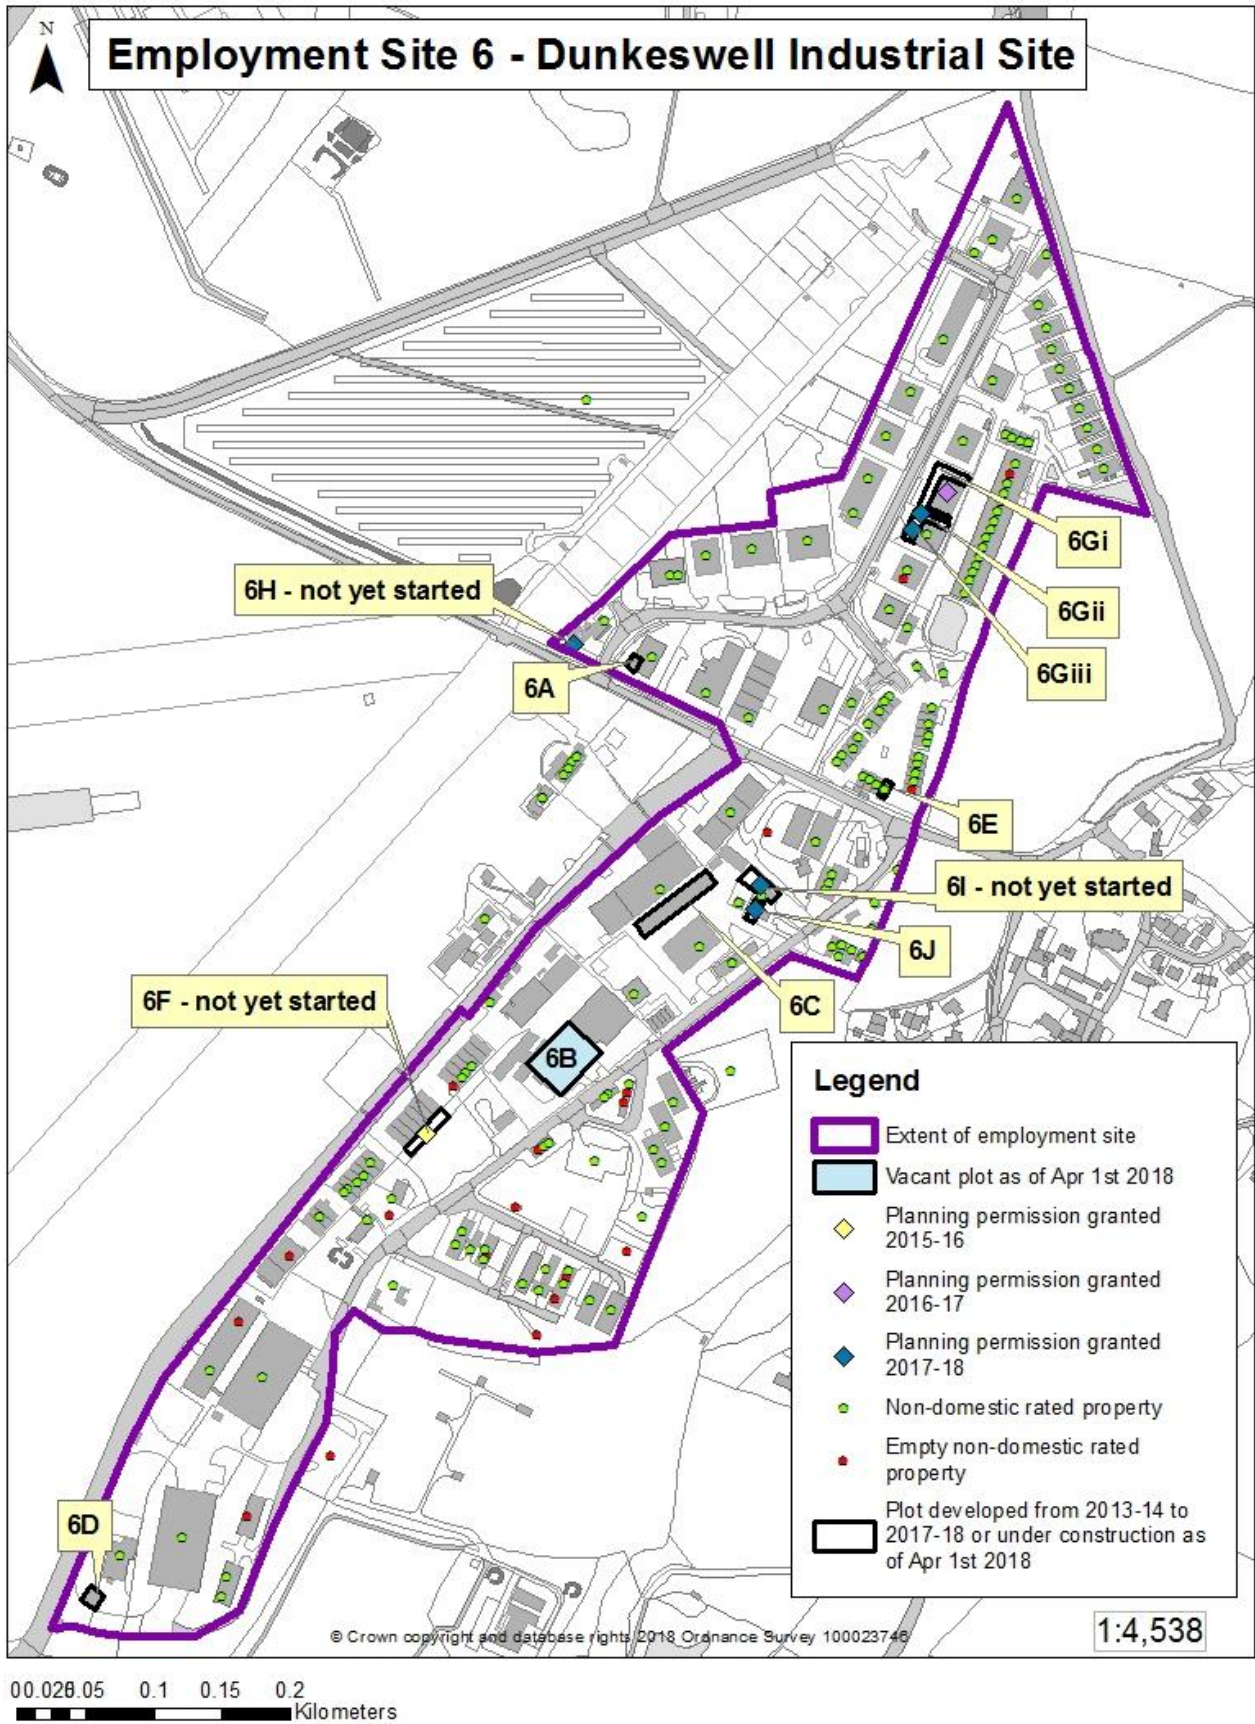 N
Employment Site 6 - Dunkeswell Industrial Site
6Gi
6H - not yet started
6Gii
6A
6Giii
6E
6I - not yet started
6J
6F - not yet started
6C
6B
Legend
Extent of employment site
Vacant plot as of Apr 1st 2018
Planning permission granted
2015-16
Planning permission granted
2016-17
Planning permission granted
2017-18
Non-domestic rated property
Empty non-domestic rated
property
Plot developed from 2013-14 to
2017-18 or under construction as
of Apr 1st 2018
6D
© Crown copyright and database rights 2018 Ordnance Survey 100023746
1:4,538
0 0.05 0.1 0.15 0.2
Kilometers